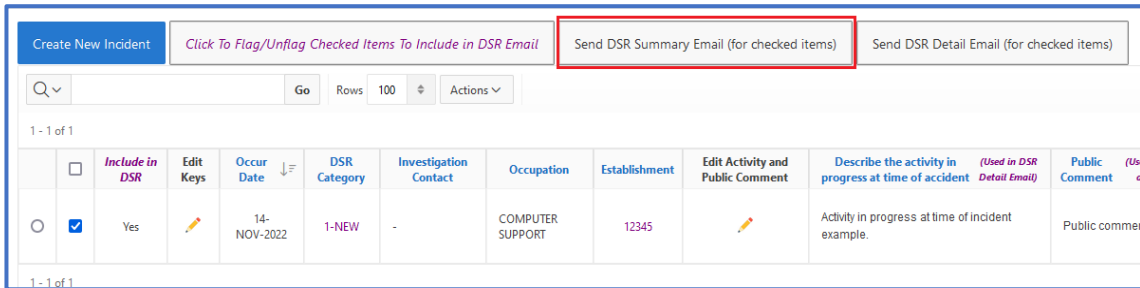 Create New Incident Click To Flag/Unflag Checked Items To Include in DSR Email Send DSR Summary Email (for checked items) Send DSR Detail Email (for checked items)
Go Rows 100 Actions
1 - 1 of 1
Include in DSR Edit Keys Occur Date DSR Category Investigation Contact Occupation Establishment Edit Activity and Public Comment Describe the activity in progress at time of accident (Used in DSR Detail Email) Public Comment
Yes 14-NOV-2022 1-NEW - COMPUTER SUPPORT 12345 Activity in progress at time of incident example. Public
1 - 1 of 1